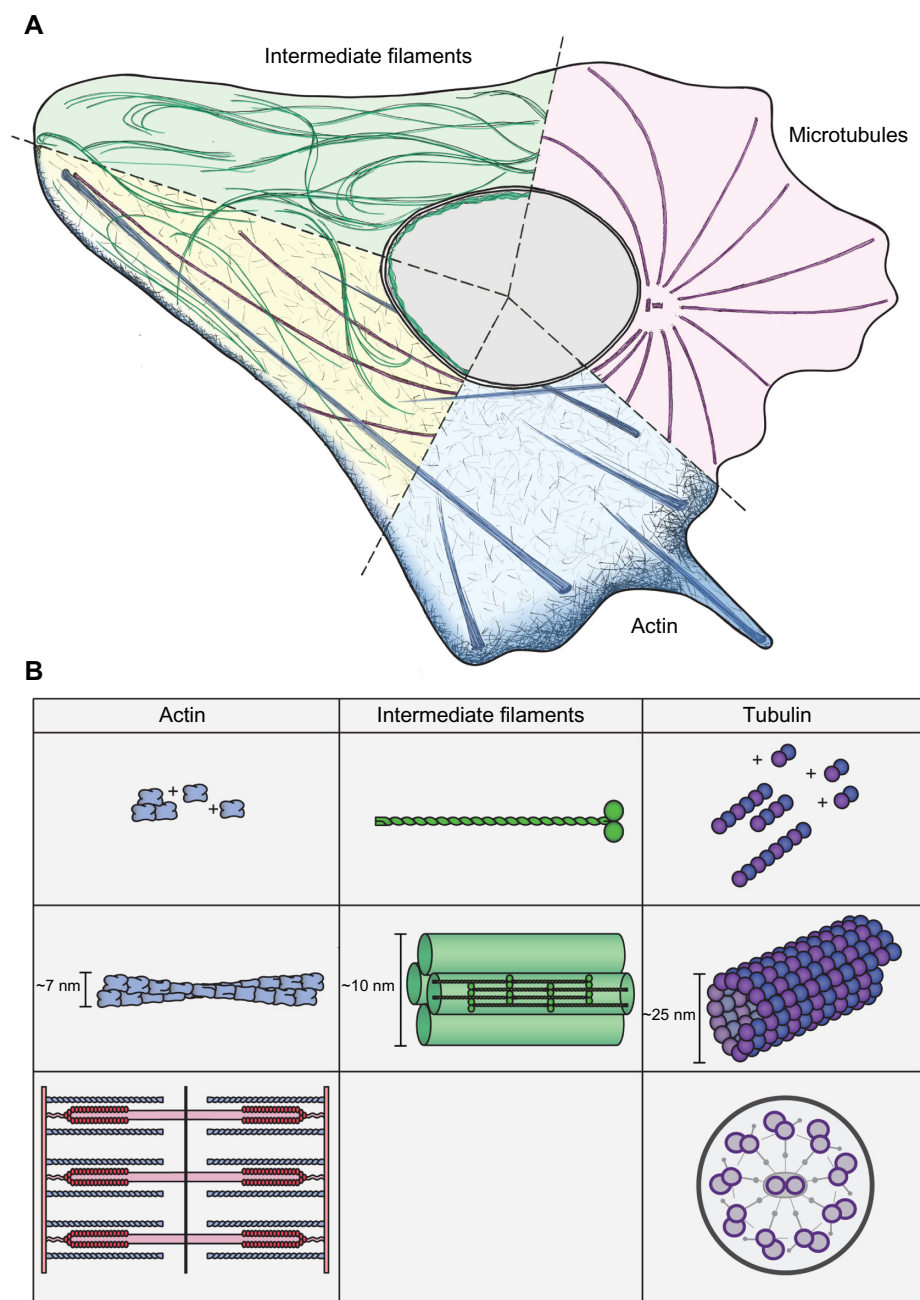 A
Intermediate filaments
Microtubules
Actin
B
Actin Intermediate filaments Tubulin
+ +
+ + +
~7 nm ~10 nm ~25 nm